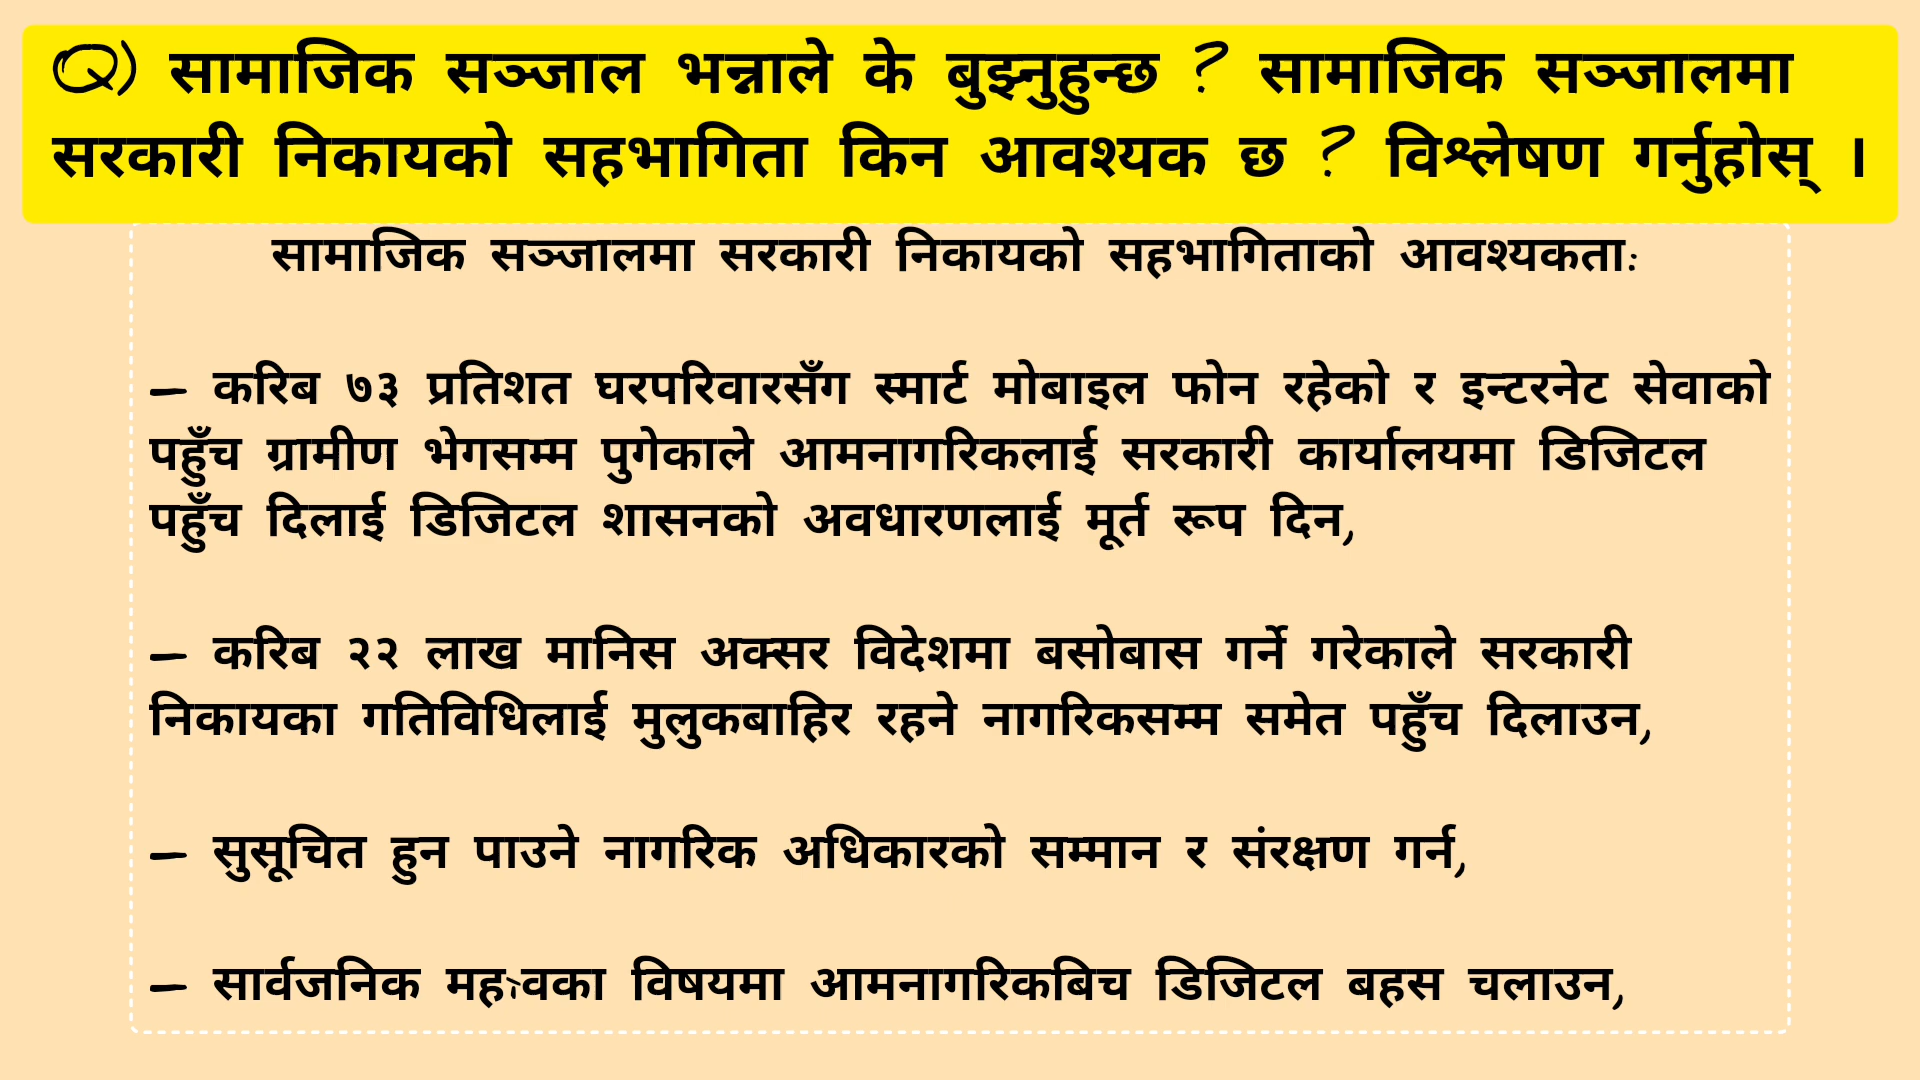 Q) सामाजिक सञ्जाल भन्नाले के बुझ्नुहुन्छ ? सामाजिक सञ्जालमा
सरकारी निकायको सहभागिता किन आवश्यक छ ? विश्लेषण गर्नुहोस् ।
सामाजिक सञ्जालमा सरकारी निकायको सहभागिताको आवश्यकता:
– करिब ७३ प्रतिशत घरपरिवारसँग स्मार्ट मोबाइल फोन रहेको र इन्टरनेट सेवाको
पहुँच ग्रामीण भेगसम्म पुगेकाले आमनागरिकलाई सरकारी कार्यालयमा डिजिटल
पहुँच दिलाई डिजिटल शासनको अवधारणलाई मूर्त रूप दिन,
– करिब २२ लाख मानिस अक्सर विदेशमा बसोबास गर्ने गरेकाले सरकारी
निकायका गतिविधिलाई मुलुकबाहिर रहने नागरिकसम्म समेत पहुँच दिलाउन,
– सुसूचित हुन पाउने नागरिक अधिकारको सम्मान र संरक्षण गर्न,
– सार्वजनिक विषयमा आमनागरिकबिच डिजिटल बहस चलाउन,